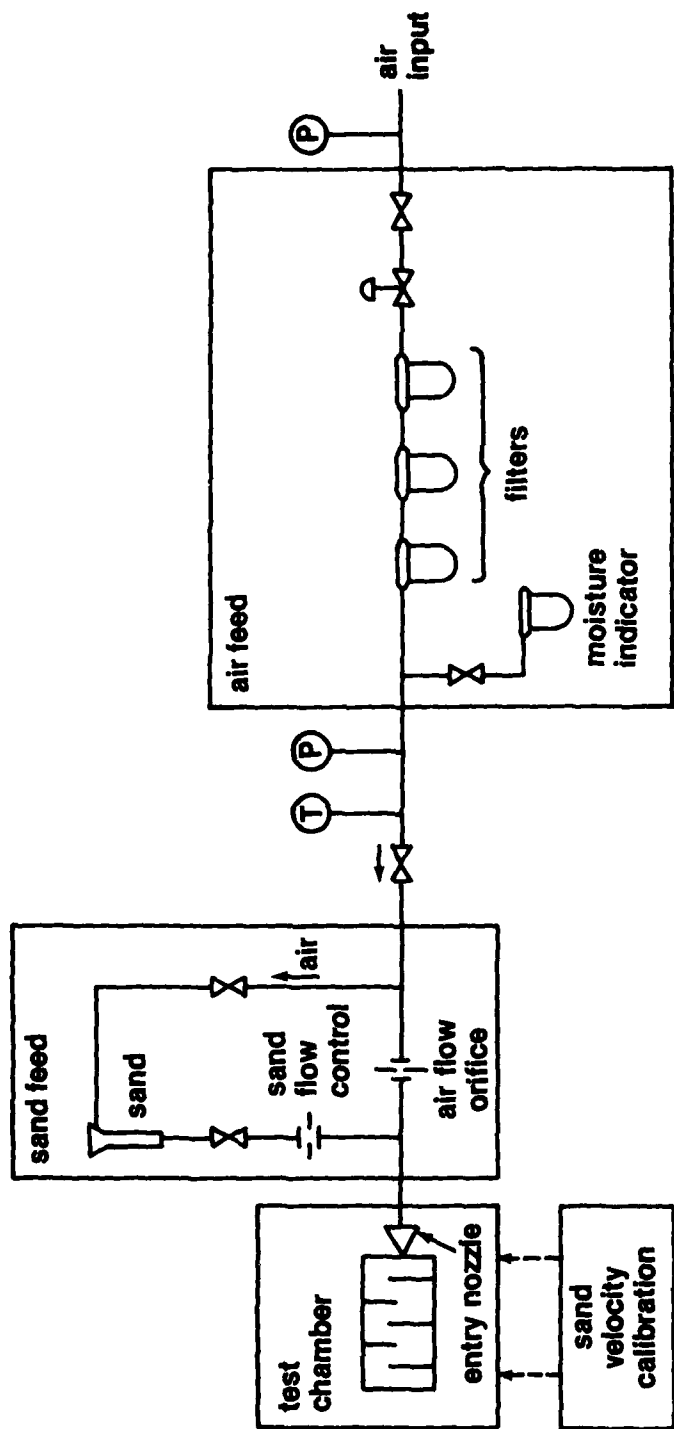 test
chamber
entry nozzle
sand
velocity
calibration
sand feed
sand
sand
flow
control
air
air flow
orifice
T
P
air feed
moisture
indicator
filters
P
air
input